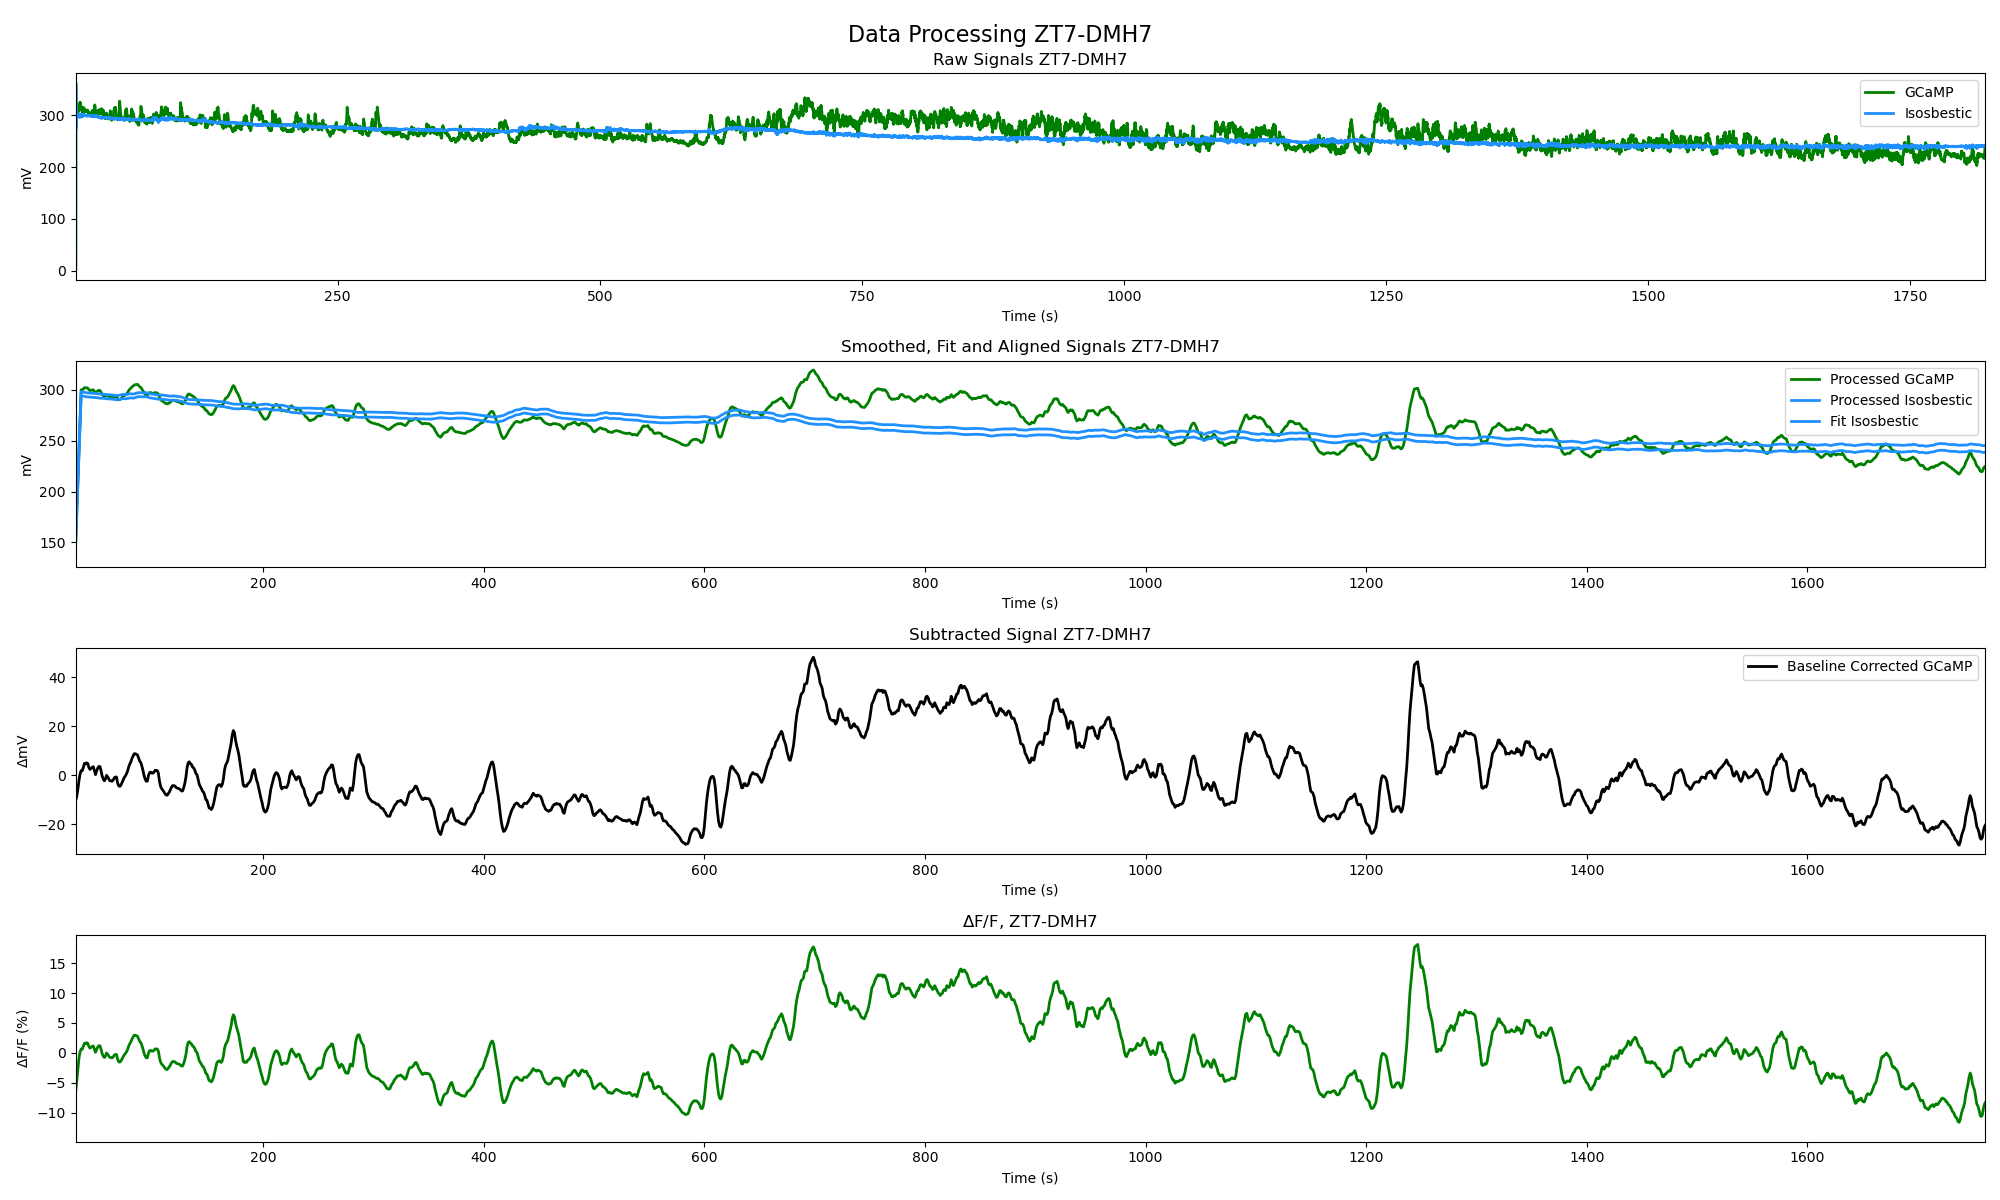 Data Processing ZT7-DMH7
Raw Signals ZT7-DMH7
GCaMP
Isosbestic
300
200
100
0
mV
250 500 750 1000 1250 1500 1750
Time (s)
Smoothed, Fit and Aligned Signals ZT7-DMH7
Processed GCaMP
Processed Isosbestic
Fit Isosbestic
300
250
200
150
mV
200 400 600 800 1000 1200 1400 1600
Time (s)
Subtracted Signal ZT7-DMH7
Baseline Corrected GCaMP
40
20
0
−20
ΔmV
200 400 600 800 1000 1200 1400 1600
Time (s)
ΔF/F, ZT7-DMH7
15
10
5
0
−5
−10
ΔF/F (%)
200 400 600 800 1000 1200 1400 1600
Time (s)